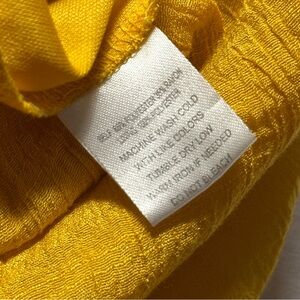 MACHINE WASH COLD
WITH LIKE COLORS
TUMBLE DRY LOW
WARM IRON IF NEEDED
DO NOT BLEACH